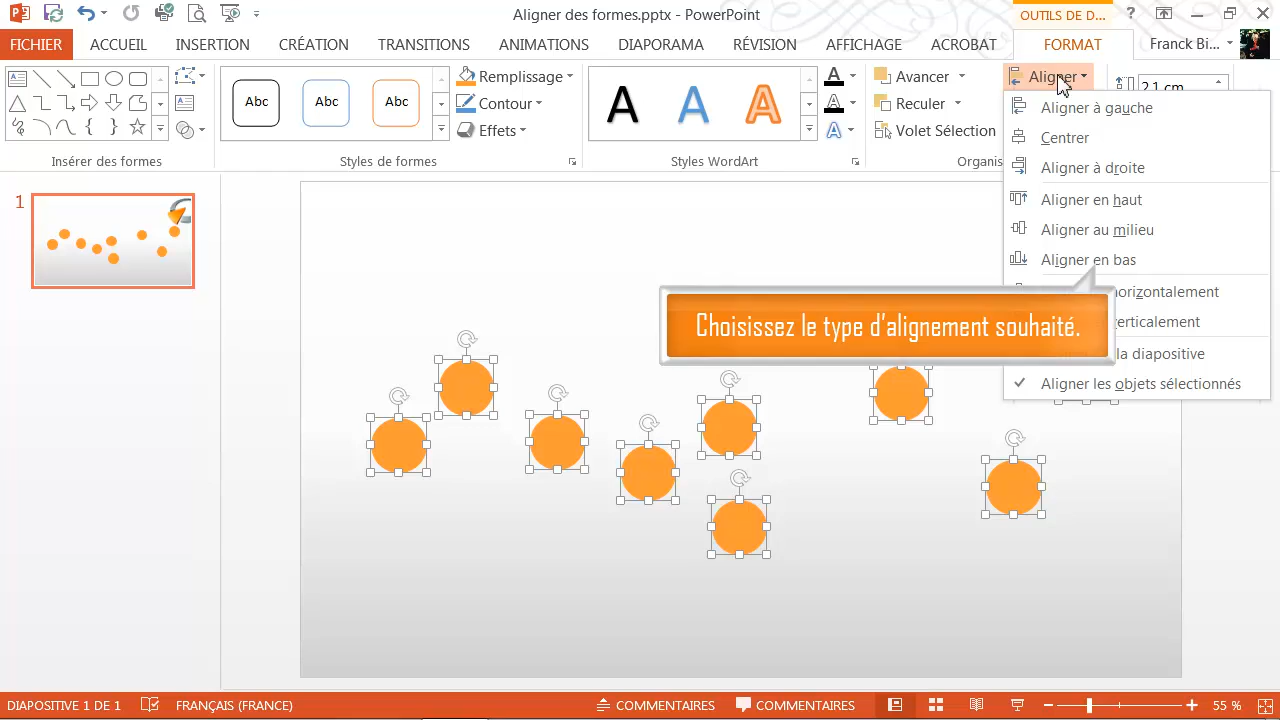 Aligner des formes.pptx - PowerPoint
OUTILS DE D...
?
FICHIER
ACCUEIL
INSERTION
CRÉATION
TRANSITIONS
ANIMATIONS
DIAPORAMA
RÉVISION
AFFICHAGE
ACROBAT
FORMAT
Franck Bi...
Abc
Abc
Abc
Remplissage
Contour
Effets
A
A
A
A
A
A
Avancer
Reculer
Volet Sélection
Aligner
2,1 cm
Insérer des formes
Styles de formes
Styles WordArt
Organis
Aligner à gauche
Centrer
Aligner à droite
Aligner en haut
Aligner au milieu
Aligner en bas
horizontalement
verticalement
la diapositive
Aligner les objets sélectionnés
1
Choisissez le type d'alignement souhaité.
DIAPOSITIVE 1 DE 1
FRANÇAIS (FRANCE)
COMMENTAIRES
COMMENTAIRES
55 %